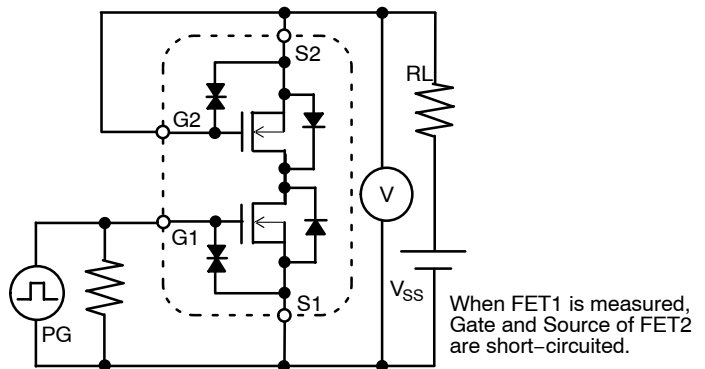 S2
RL
G2
V
G1
VSS
S1
PG
When FET1 is measured,
Gate and Source of FET2
are short−circuited.